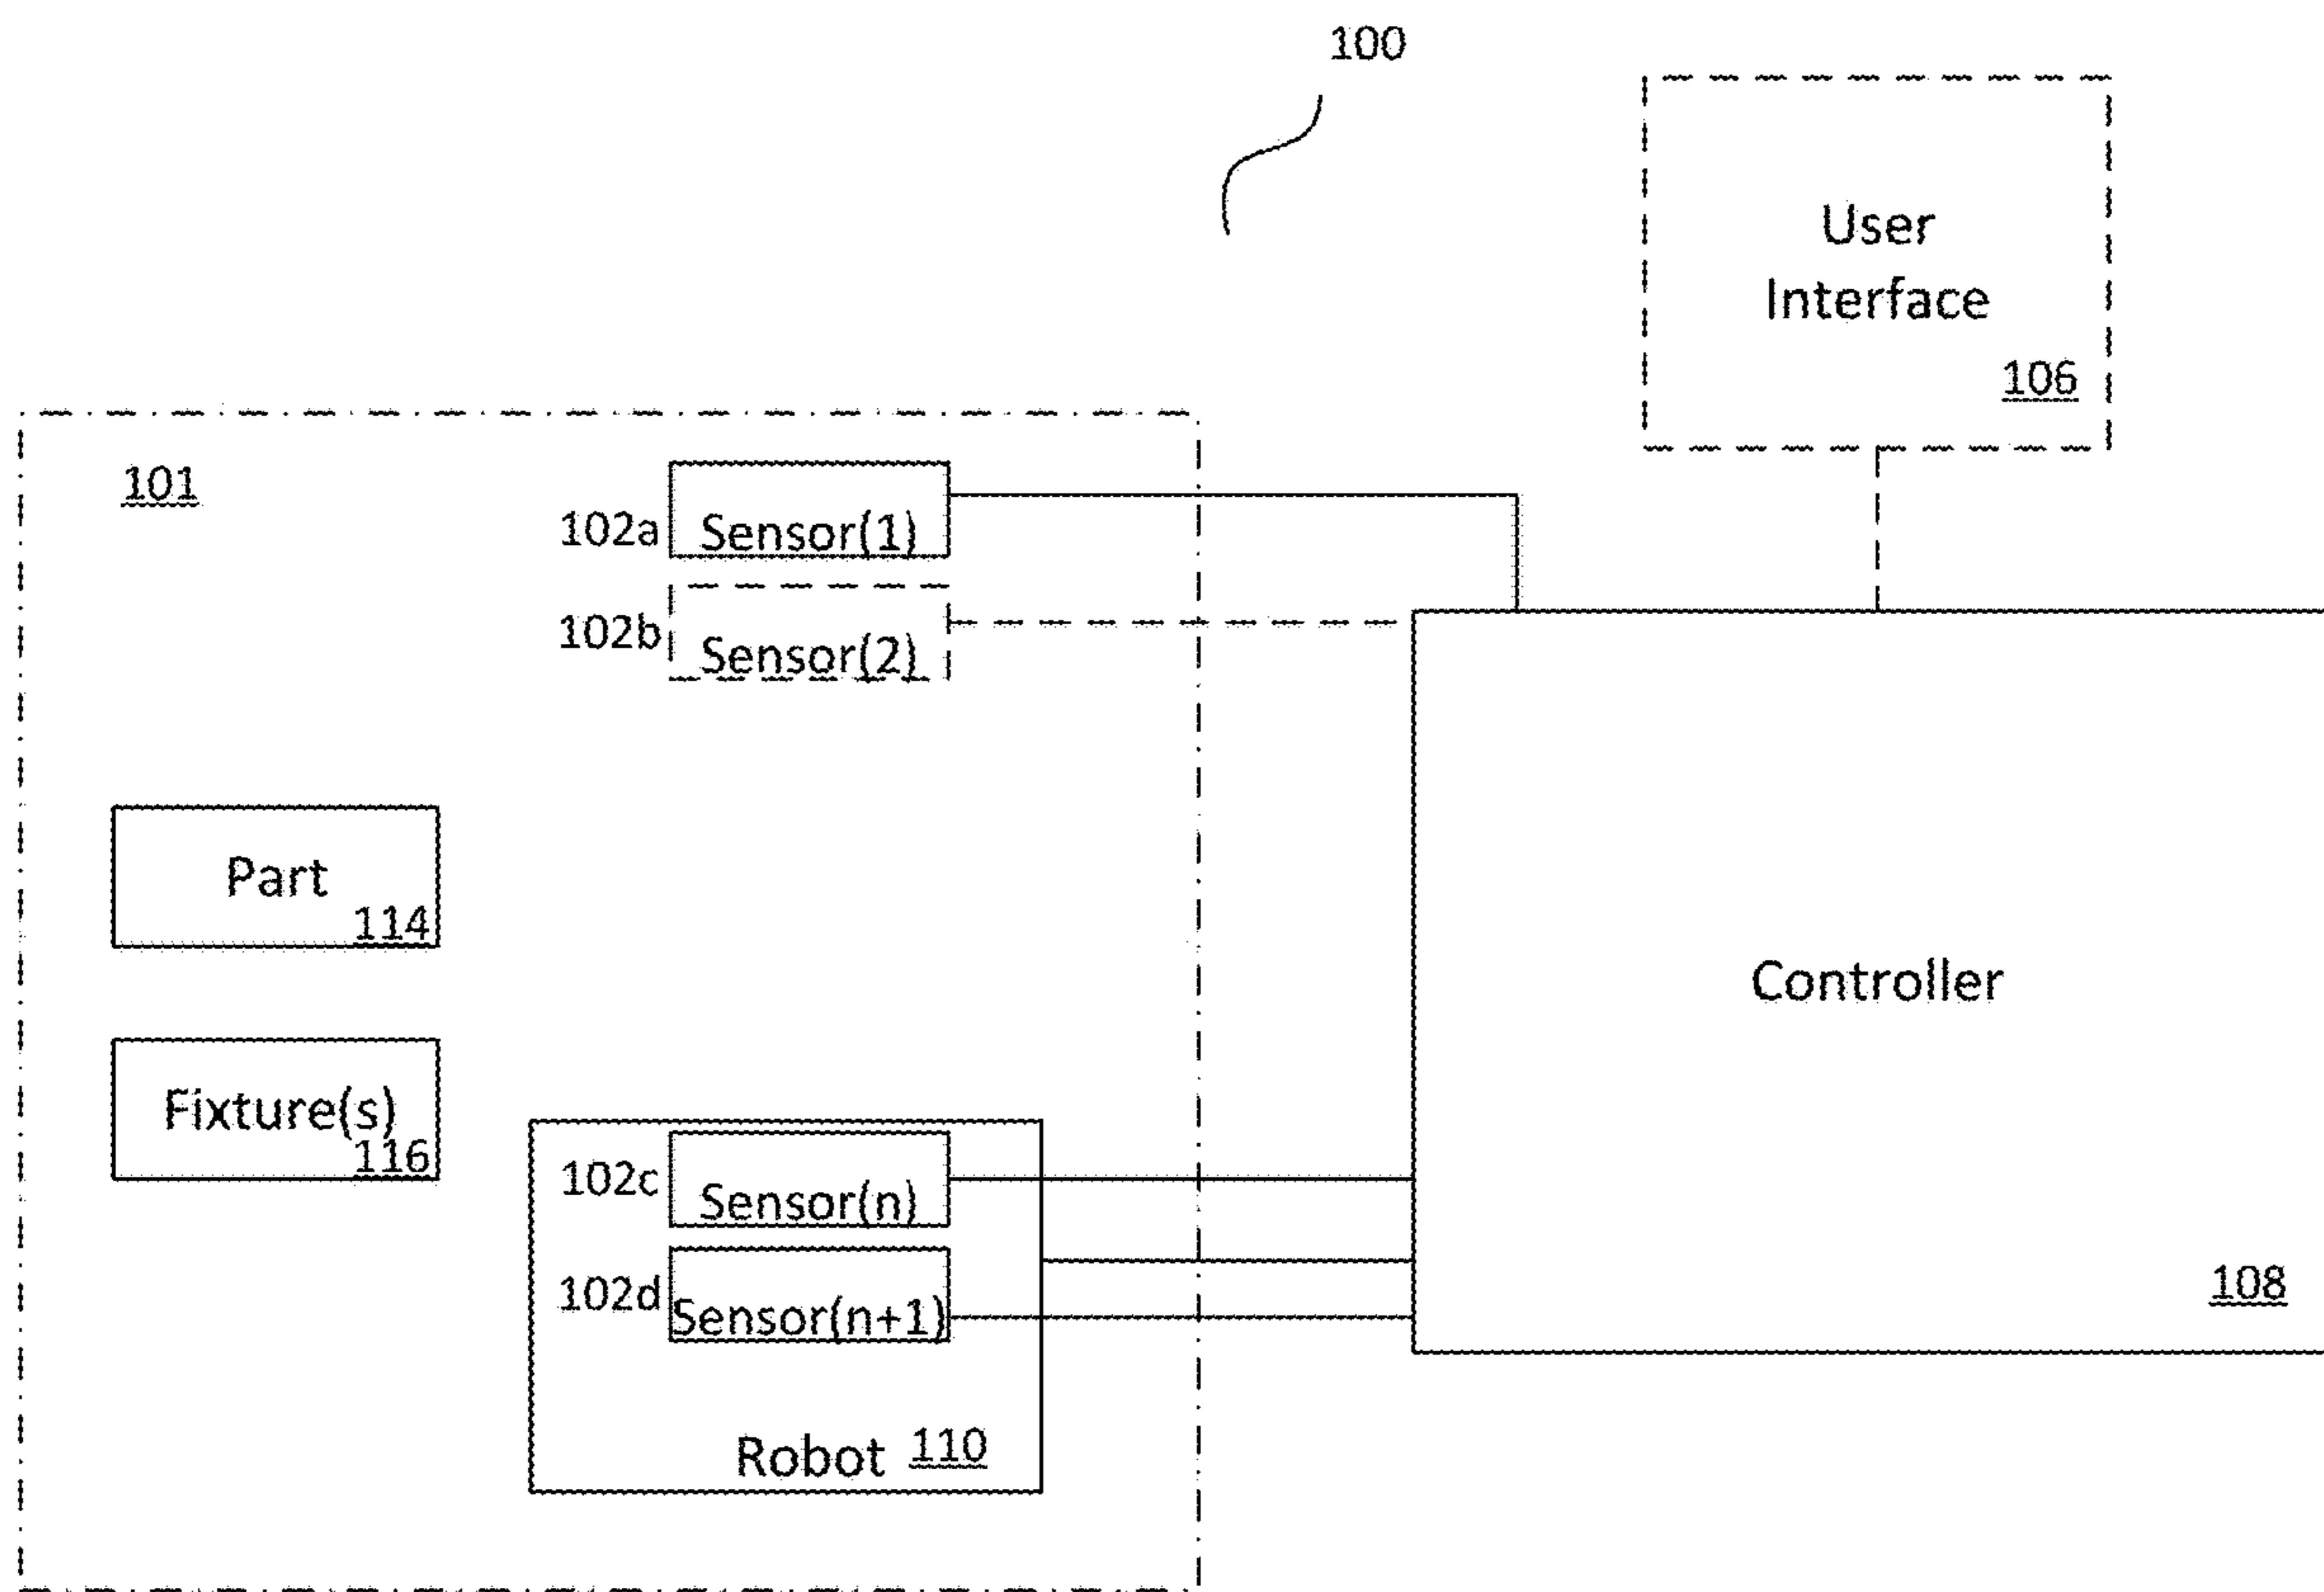 100
User
Interface
106
101
102a
Sensor(1)
102b
Sensor(2)
Part
114
Controller
Fixture(s)
116
102c
Sensor(n)
102d
Sensor(n+1)
108
Robot 110